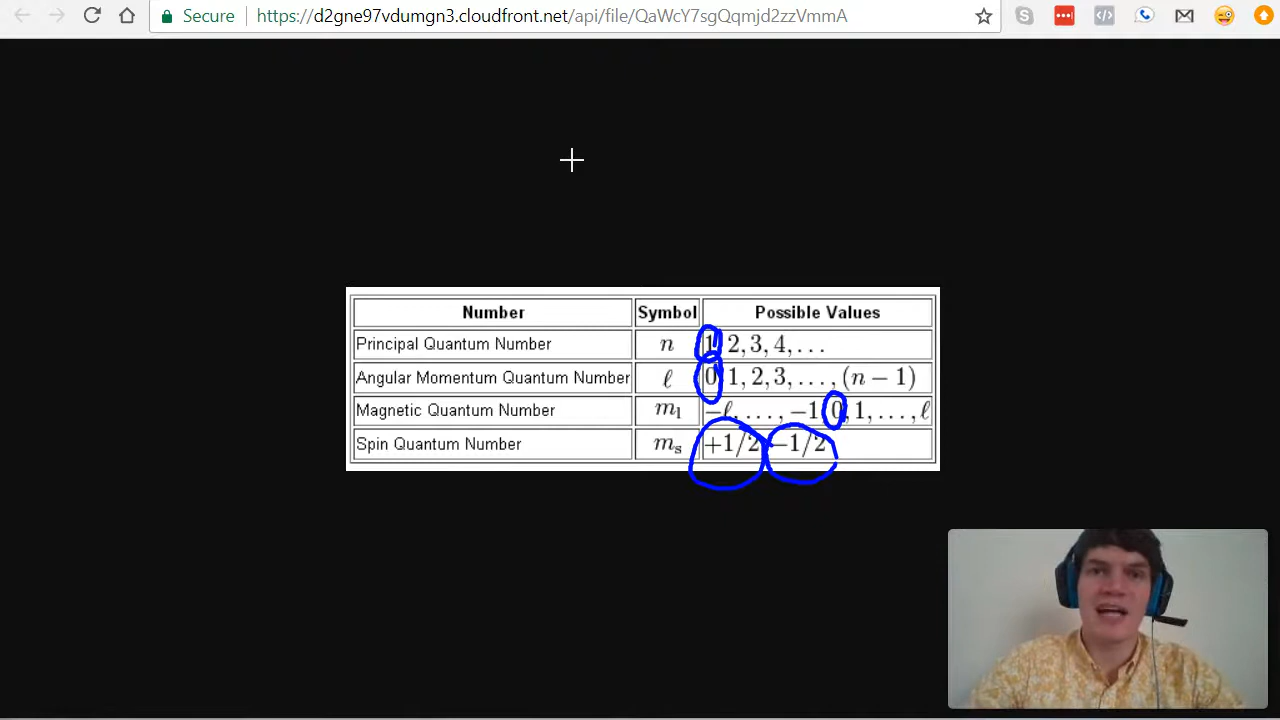 Secure https://d2gne97vdumgn3.cloudfront.net/api/file/QaWcY7sgQqmjd2zzVmmA
Number Symbol Possible Values
Principal Quantum Number n 1, 2, 3, 4, . . .
Angular Momentum Quantum Number ℓ 0, 1, 2, 3, . . . , (n − 1)
Magnetic Quantum Number mₗ −ℓ, . . . , −1, 0, 1, . . . , ℓ
Spin Quantum Number mₛ +1/2, −1/2